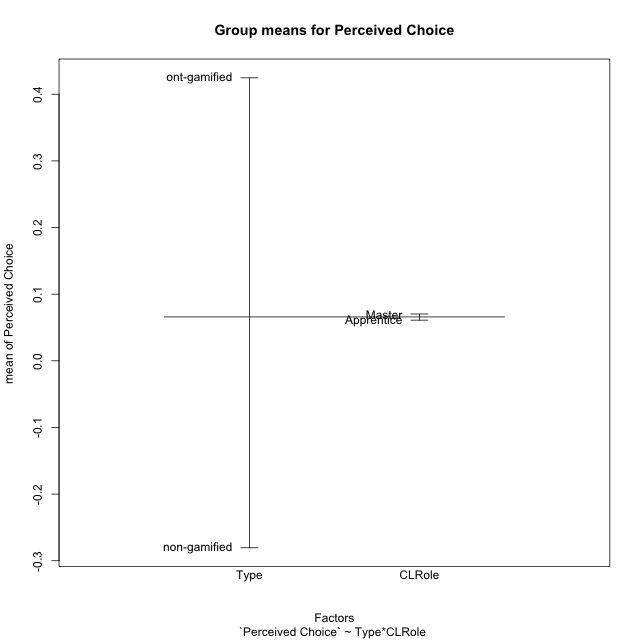 Group means for Perceived Choice
mean of Perceived Choice
0.4
0.3
0.2
0.1
0.0
-0.1
-0.2
-0.3
ont-gamified
non-gamified
Master
Apprentice
Type
CLRole
Factors
`Perceived Choice` ~ Type*CLRole